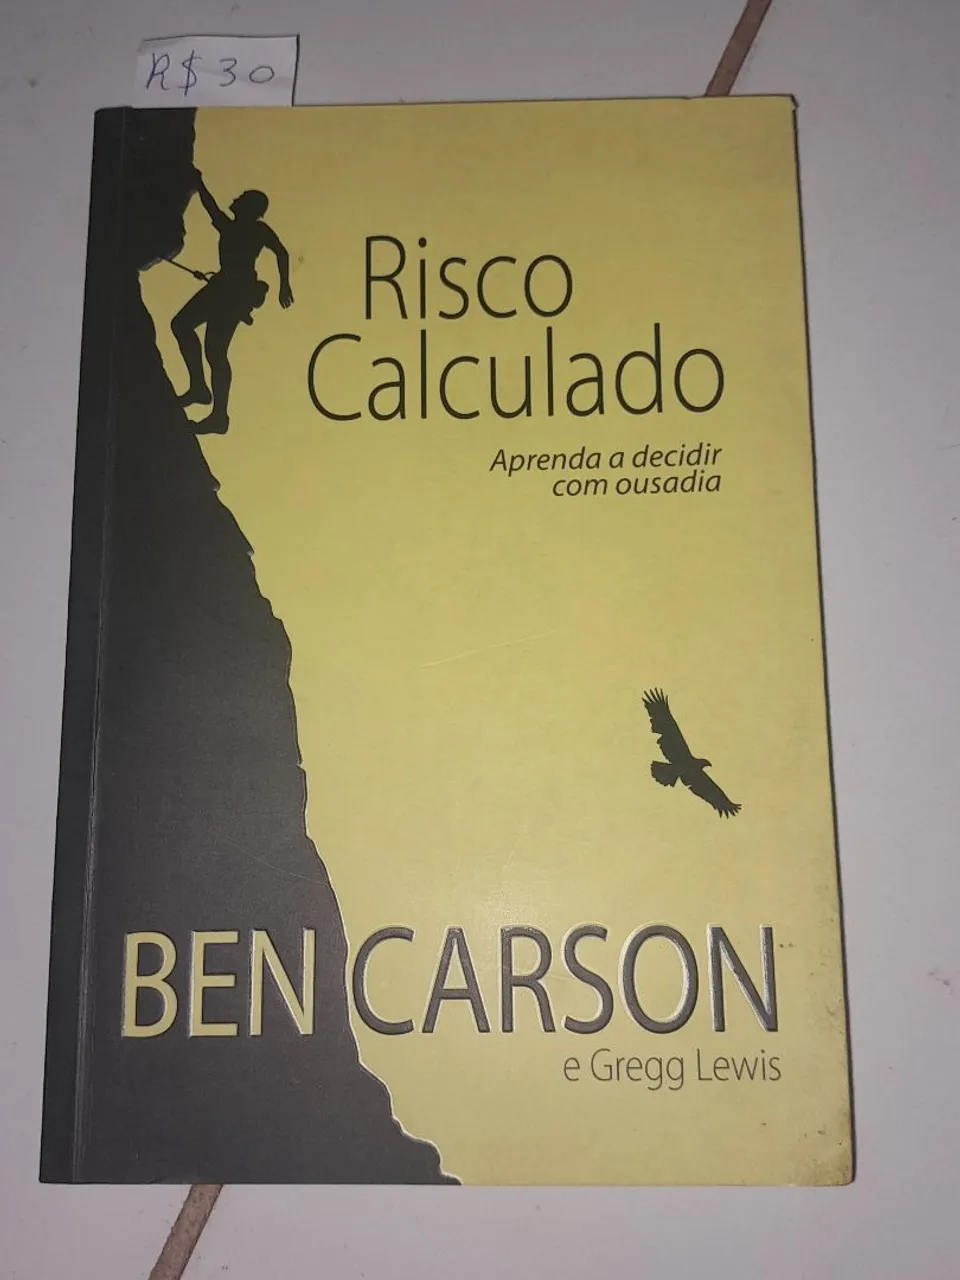 R$30
Risco
Calculado
Aprenda a decidir
com ousadia
BEN CARSON
e Gregg Lewis